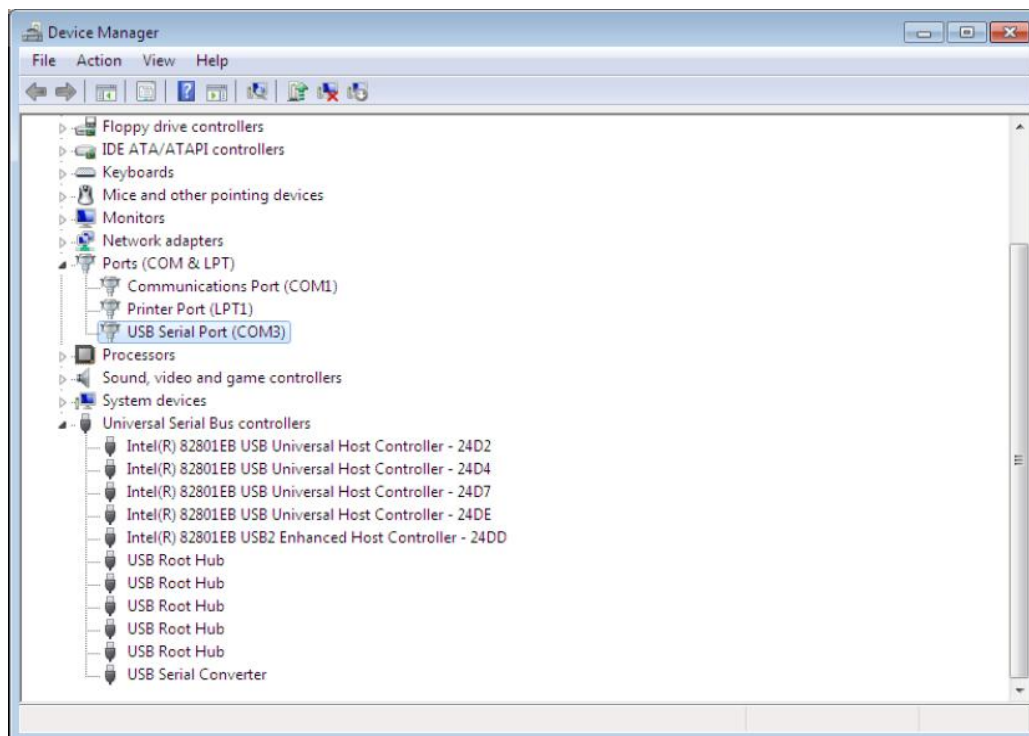 Device Manager
File Action View Help
Floppy drive controllers
IDE ATA/ATAPI controllers
Keyboards
Mice and other pointing devices
Monitors
Network adapters
Ports (COM & LPT)
Communications Port (COM1)
Printer Port (LPT1)
USB Serial Port (COM3)
Processors
Sound, video and game controllers
System devices
Universal Serial Bus controllers
Intel(R) 82801EB USB Universal Host Controller - 24D2
Intel(R) 82801EB USB Universal Host Controller - 24D4
Intel(R) 82801EB USB Universal Host Controller - 24D7
Intel(R) 82801EB USB Universal Host Controller - 24DE
Intel(R) 82801EB USB2 Enhanced Host Controller - 24DD
USB Root Hub
USB Root Hub
USB Root Hub
USB Root Hub
USB Root Hub
USB Serial Converter